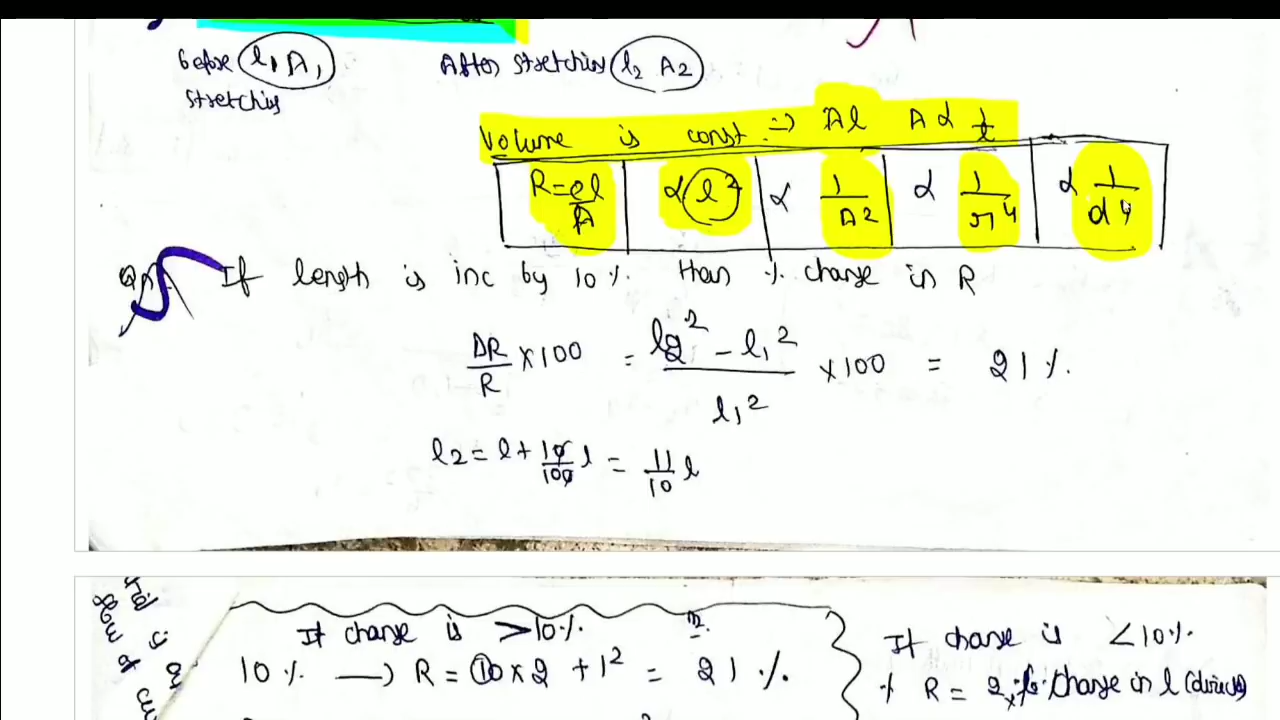 before l₁ A₁ After stretching l₂ A₂
stretching
Volume is const ⇒ Al A α 1/l
R = ρl/A α l² α 1/A² α 1/r⁴ α 1/d⁴
Qn If length is inc by 10 % than % change in R
ΔR/R × 100 = l₂² - l₁² / l₁² × 100 = 21 %.
l₂ = l + 10/100 l = 11/10 l
If change is > 10 %.
10 % → R = 10 × 2 + 1² = 21 %.
If change is < 10 %.
% R = 2 × % change in l (directly)